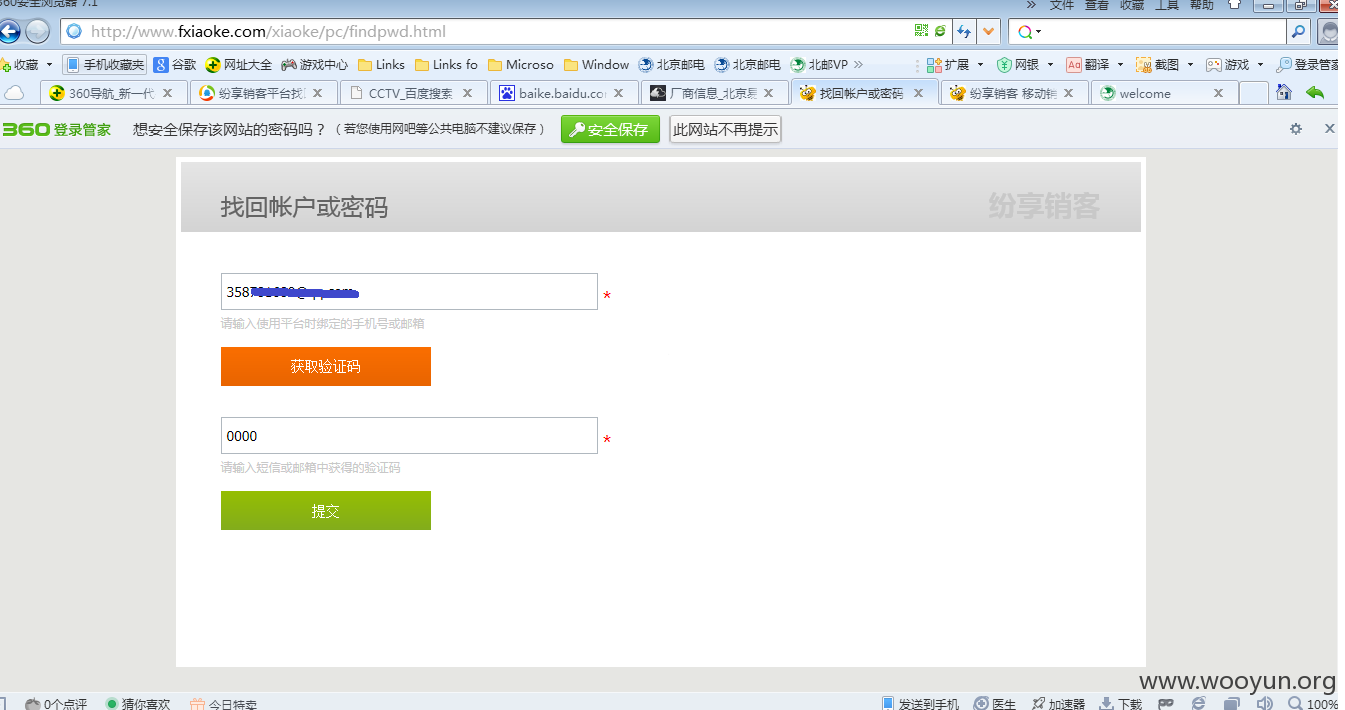 360安全浏览器 7.1
» 文件 查看 收藏 工具 帮助
http://www.fxiaoke.com/xiaoke/pc/findpwd.html
收藏 手机收藏夹 谷歌 网址大全 游戏中心 Links Links fo Microso Window 北京邮电 北京邮电 北邮VP » 扩展 网银 翻译 截图 游戏 登录管家
360导航_新一代 纷享销客平台找 CCTV_百度搜索 baike.baidu.co 厂商信息_北京易 找回帐户或密码 纷享销客 移动销 welcome
360 登录管家 想安全保存该网站的密码吗？（若您使用网吧等公共电脑不建议保存） 安全保存 此网站不再提示
找回帐户或密码 纷享销客
358
*
请输入使用平台时绑定的手机号或邮箱
获取验证码
0000 *
请输入短信或邮箱中获得的验证码
提交
www.wooyun.org
0个点评 猜你喜欢 今日特卖 发送到手机 医生 加速器 下载 100%